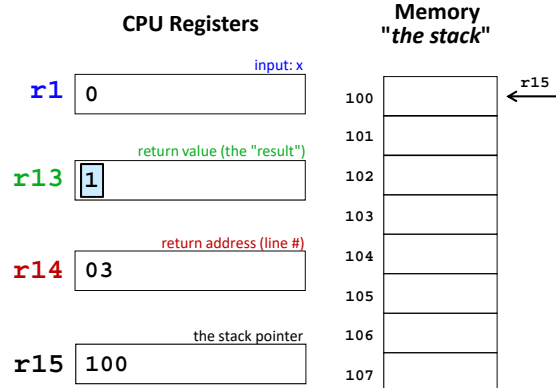 CPU Registers
input: x
r1 0
return value (the "result")
r13 1
return address (line #)
r14 03
the stack pointer
r15 100
Memory
"the stack"
r15
100
101
102
103
104
105
106
107